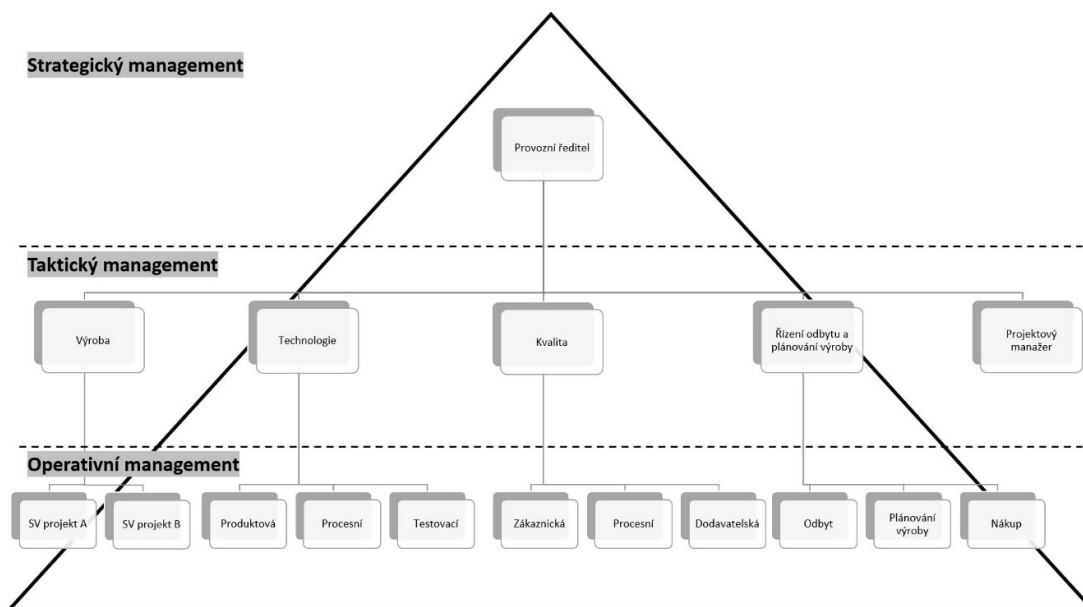 Strategický management
Provozní ředitel
Taktický management
Výroba
Technologie
Kvalita
Řízení odbytu a
plánování výroby
Projektový
manažer
Operativní management
SV projekt A
SV projekt B
Produktová
Procesní
Testovací
Zákaznická
Procesní
Dodavatelská
Odbyt
Plánování
výroby
Nákup